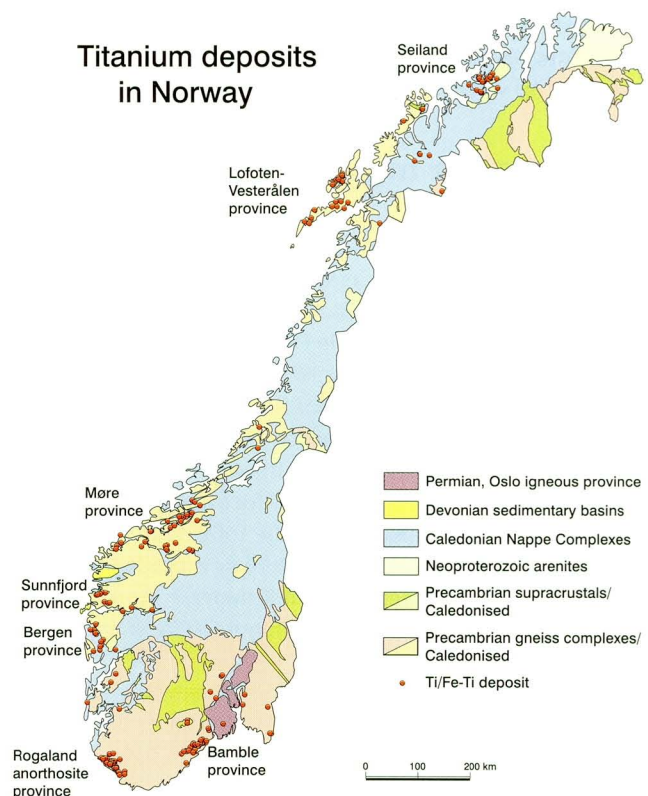 Titanium deposits
in Norway
Seiland
province
Lofoten-
Vesterålen
province
Møre
province
Sunnfjord
province
Bergen
province
Rogaland
anorthosite
province
Bamble
province
Permian, Oslo igneous province
Devonian sedimentary basins
Caledonian Nappe Complexes
Neoproterozoic arenites
Precambrian supracrustals/
Caledonised
Precambrian gneiss complexes/
Caledonised
Ti/Fe-Ti deposit
0 100 200 km